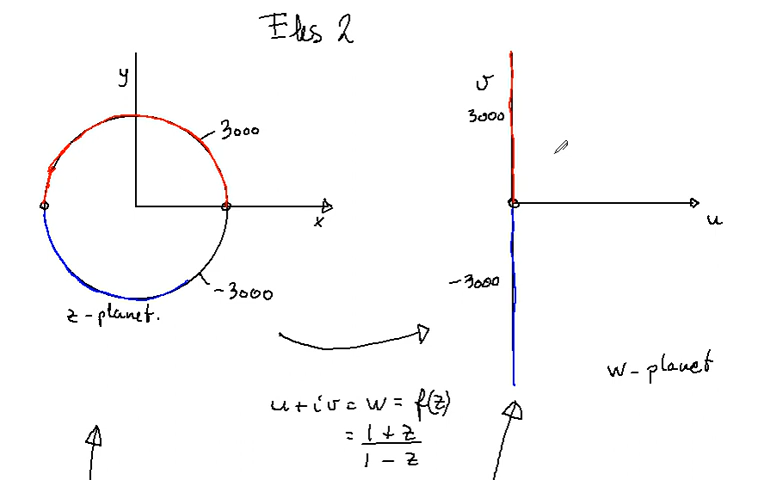 Eks 2
y
3000
x
-3000
z-planet.
v
3000
u
-3000
w-planet
u+iv = w = f(z)
= 1+z
1-z